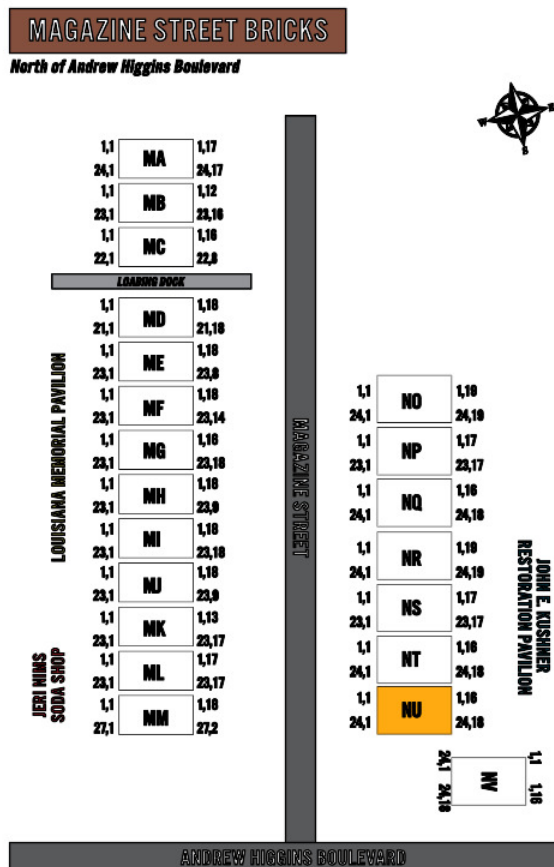 MAGAZINE STREET BRICKS
North of Andrew Higgins Boulevard
N
W
E
S
1,1 MA 1,17
24,1 24,17
1,1 MB 1,12
23,1 23,16
1,1 MC 1,16
22,1 22,8
LOADING DOCK
1,1 MD 1,18
21,1 21,18
1,1 ME 1,18
23,1 23,8
1,1 MF 1,18
23,1 23,14
1,1 MG 1,16
23,1 23,18
1,1 MH 1,18
23,1 23,9
1,1 MI 1,18
23,1 23,18
1,1 MJ 1,18
23,1 23,9
1,1 MK 1,13
23,1 23,17
1,1 ML 1,17
23,1 23,17
1,1 MM 1,18
27,1 27,2
LOUISIANA MEMORIAL PAVILION
JERI NIMS
SODA SHOP
MAGAZINE STREET
1,1 NO 1,19
24,1 24,19
1,1 NP 1,17
23,1 23,17
1,1 NQ 1,16
24,1 24,18
1,1 NR 1,19
24,1 24,19
1,1 NS 1,17
23,1 23,17
1,1 NT 1,16
24,1 24,18
1,1 NU 1,16
24,1 24,18
JOHN E. KUSHNER
RESTORATION PAVILION
24,1 1,1
NV
24,18 1,16
ANDREW HIGGINS BOULEVARD